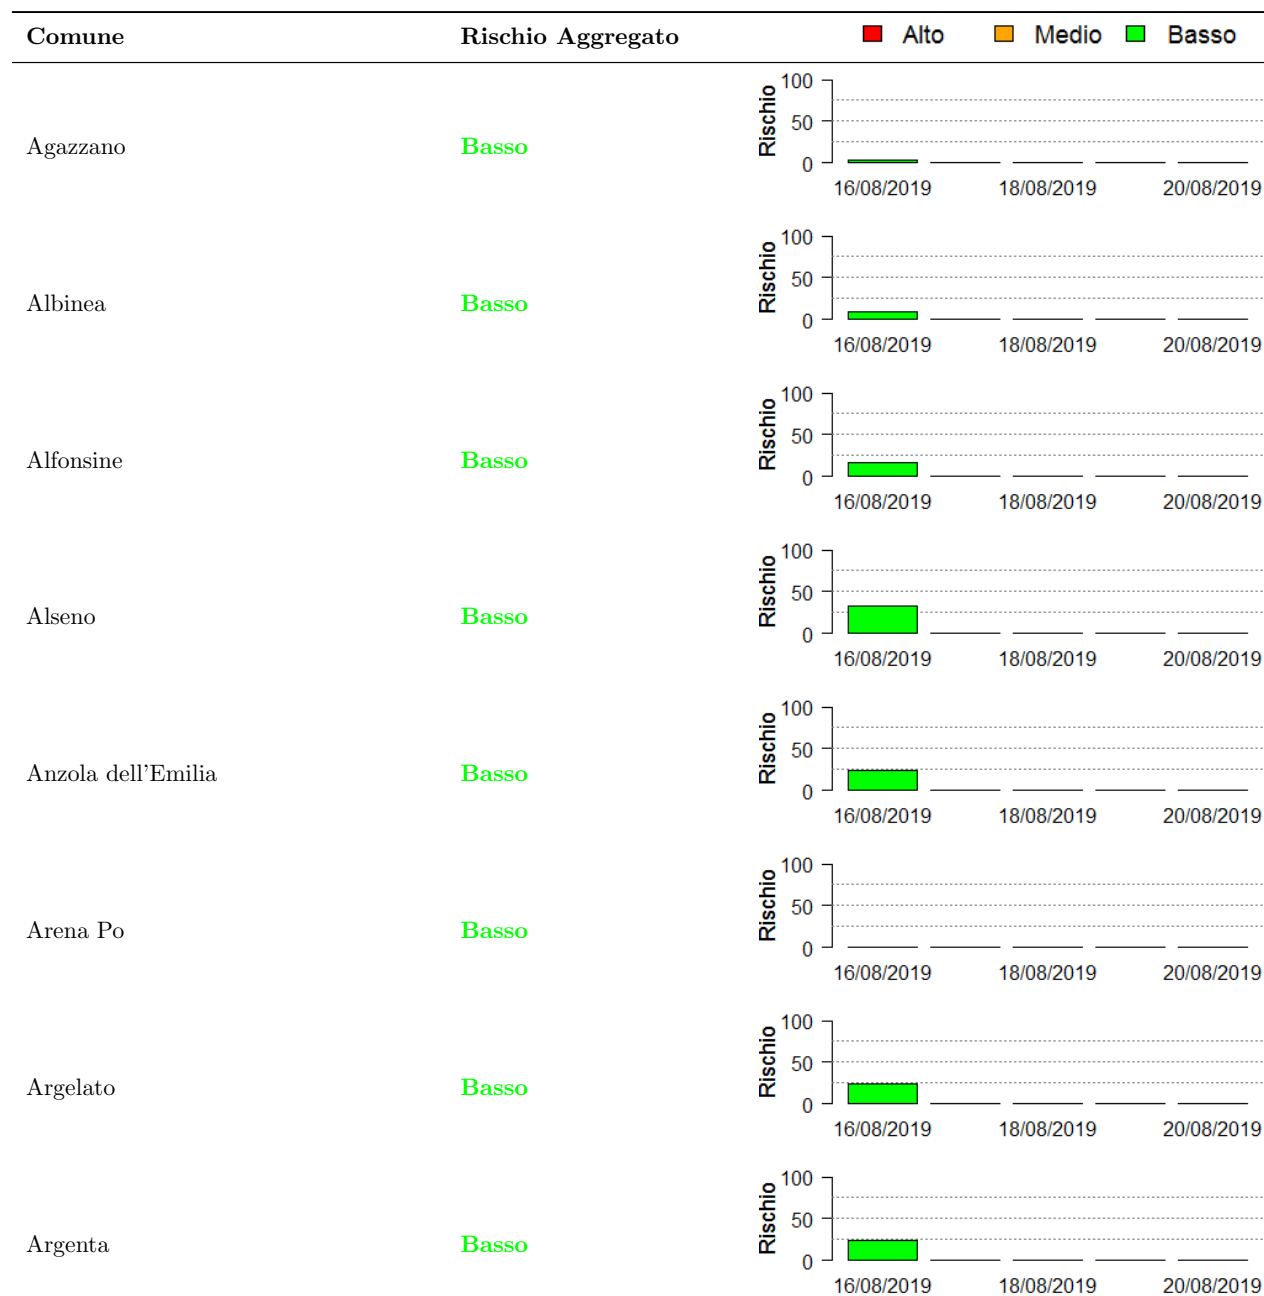 Comune Rischio Aggregato Alto Medio Basso
Agazzano Basso Rischio 100 50 0
16/08/2019 18/08/2019 20/08/2019
Albinea Basso Rischio 100 50 0
16/08/2019 18/08/2019 20/08/2019
Alfonsine Basso Rischio 100 50 0
16/08/2019 18/08/2019 20/08/2019
Alseno Basso Rischio 100 50 0
16/08/2019 18/08/2019 20/08/2019
Anzola dell'Emilia Basso Rischio 100 50 0
16/08/2019 18/08/2019 20/08/2019
Arena Po Basso Rischio 100 50 0
16/08/2019 18/08/2019 20/08/2019
Argelato Basso Rischio 100 50 0
16/08/2019 18/08/2019 20/08/2019
Argenta Basso Rischio 100 50 0
16/08/2019 18/08/2019 20/08/2019